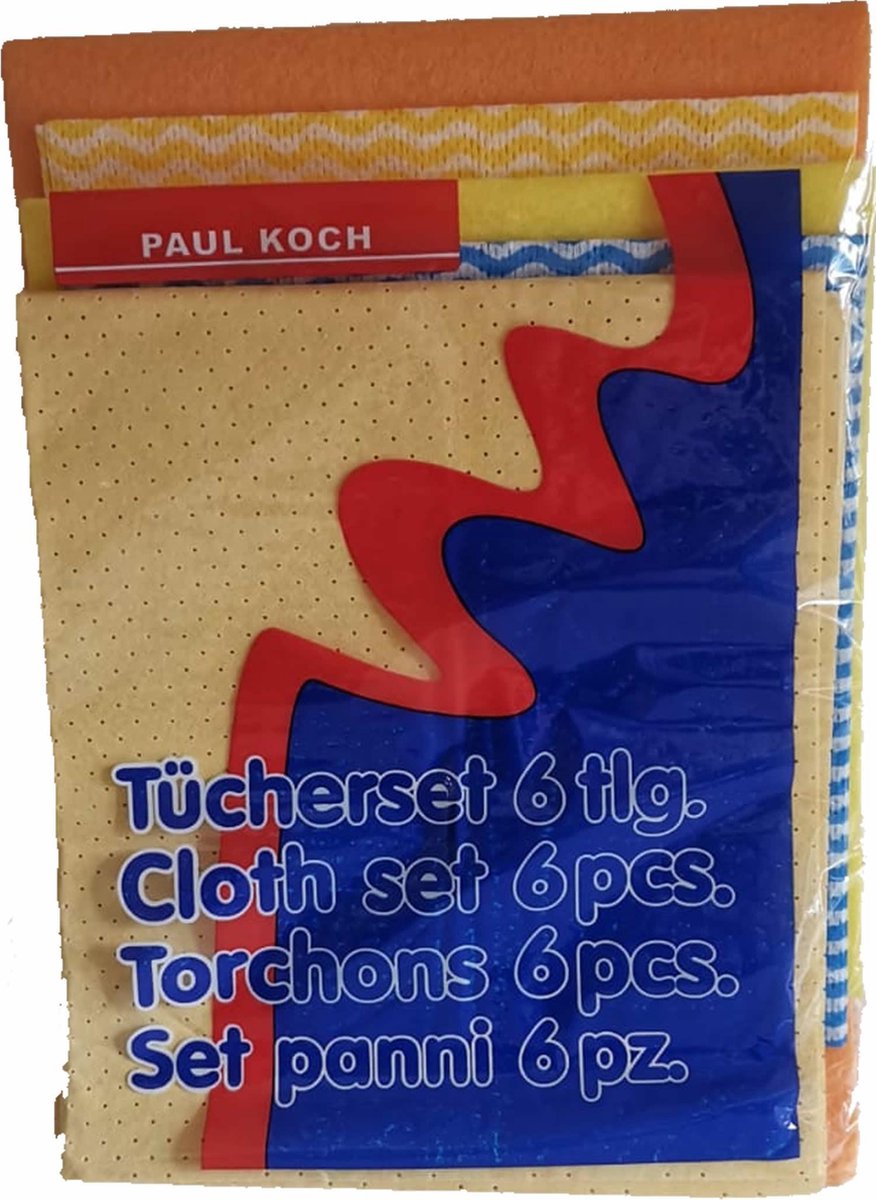 PAUL KOCH
Tücherset 6 tlg.
Cloth set 6 pcs.
Torchons 6 pcs.
Set panni 6 pz.